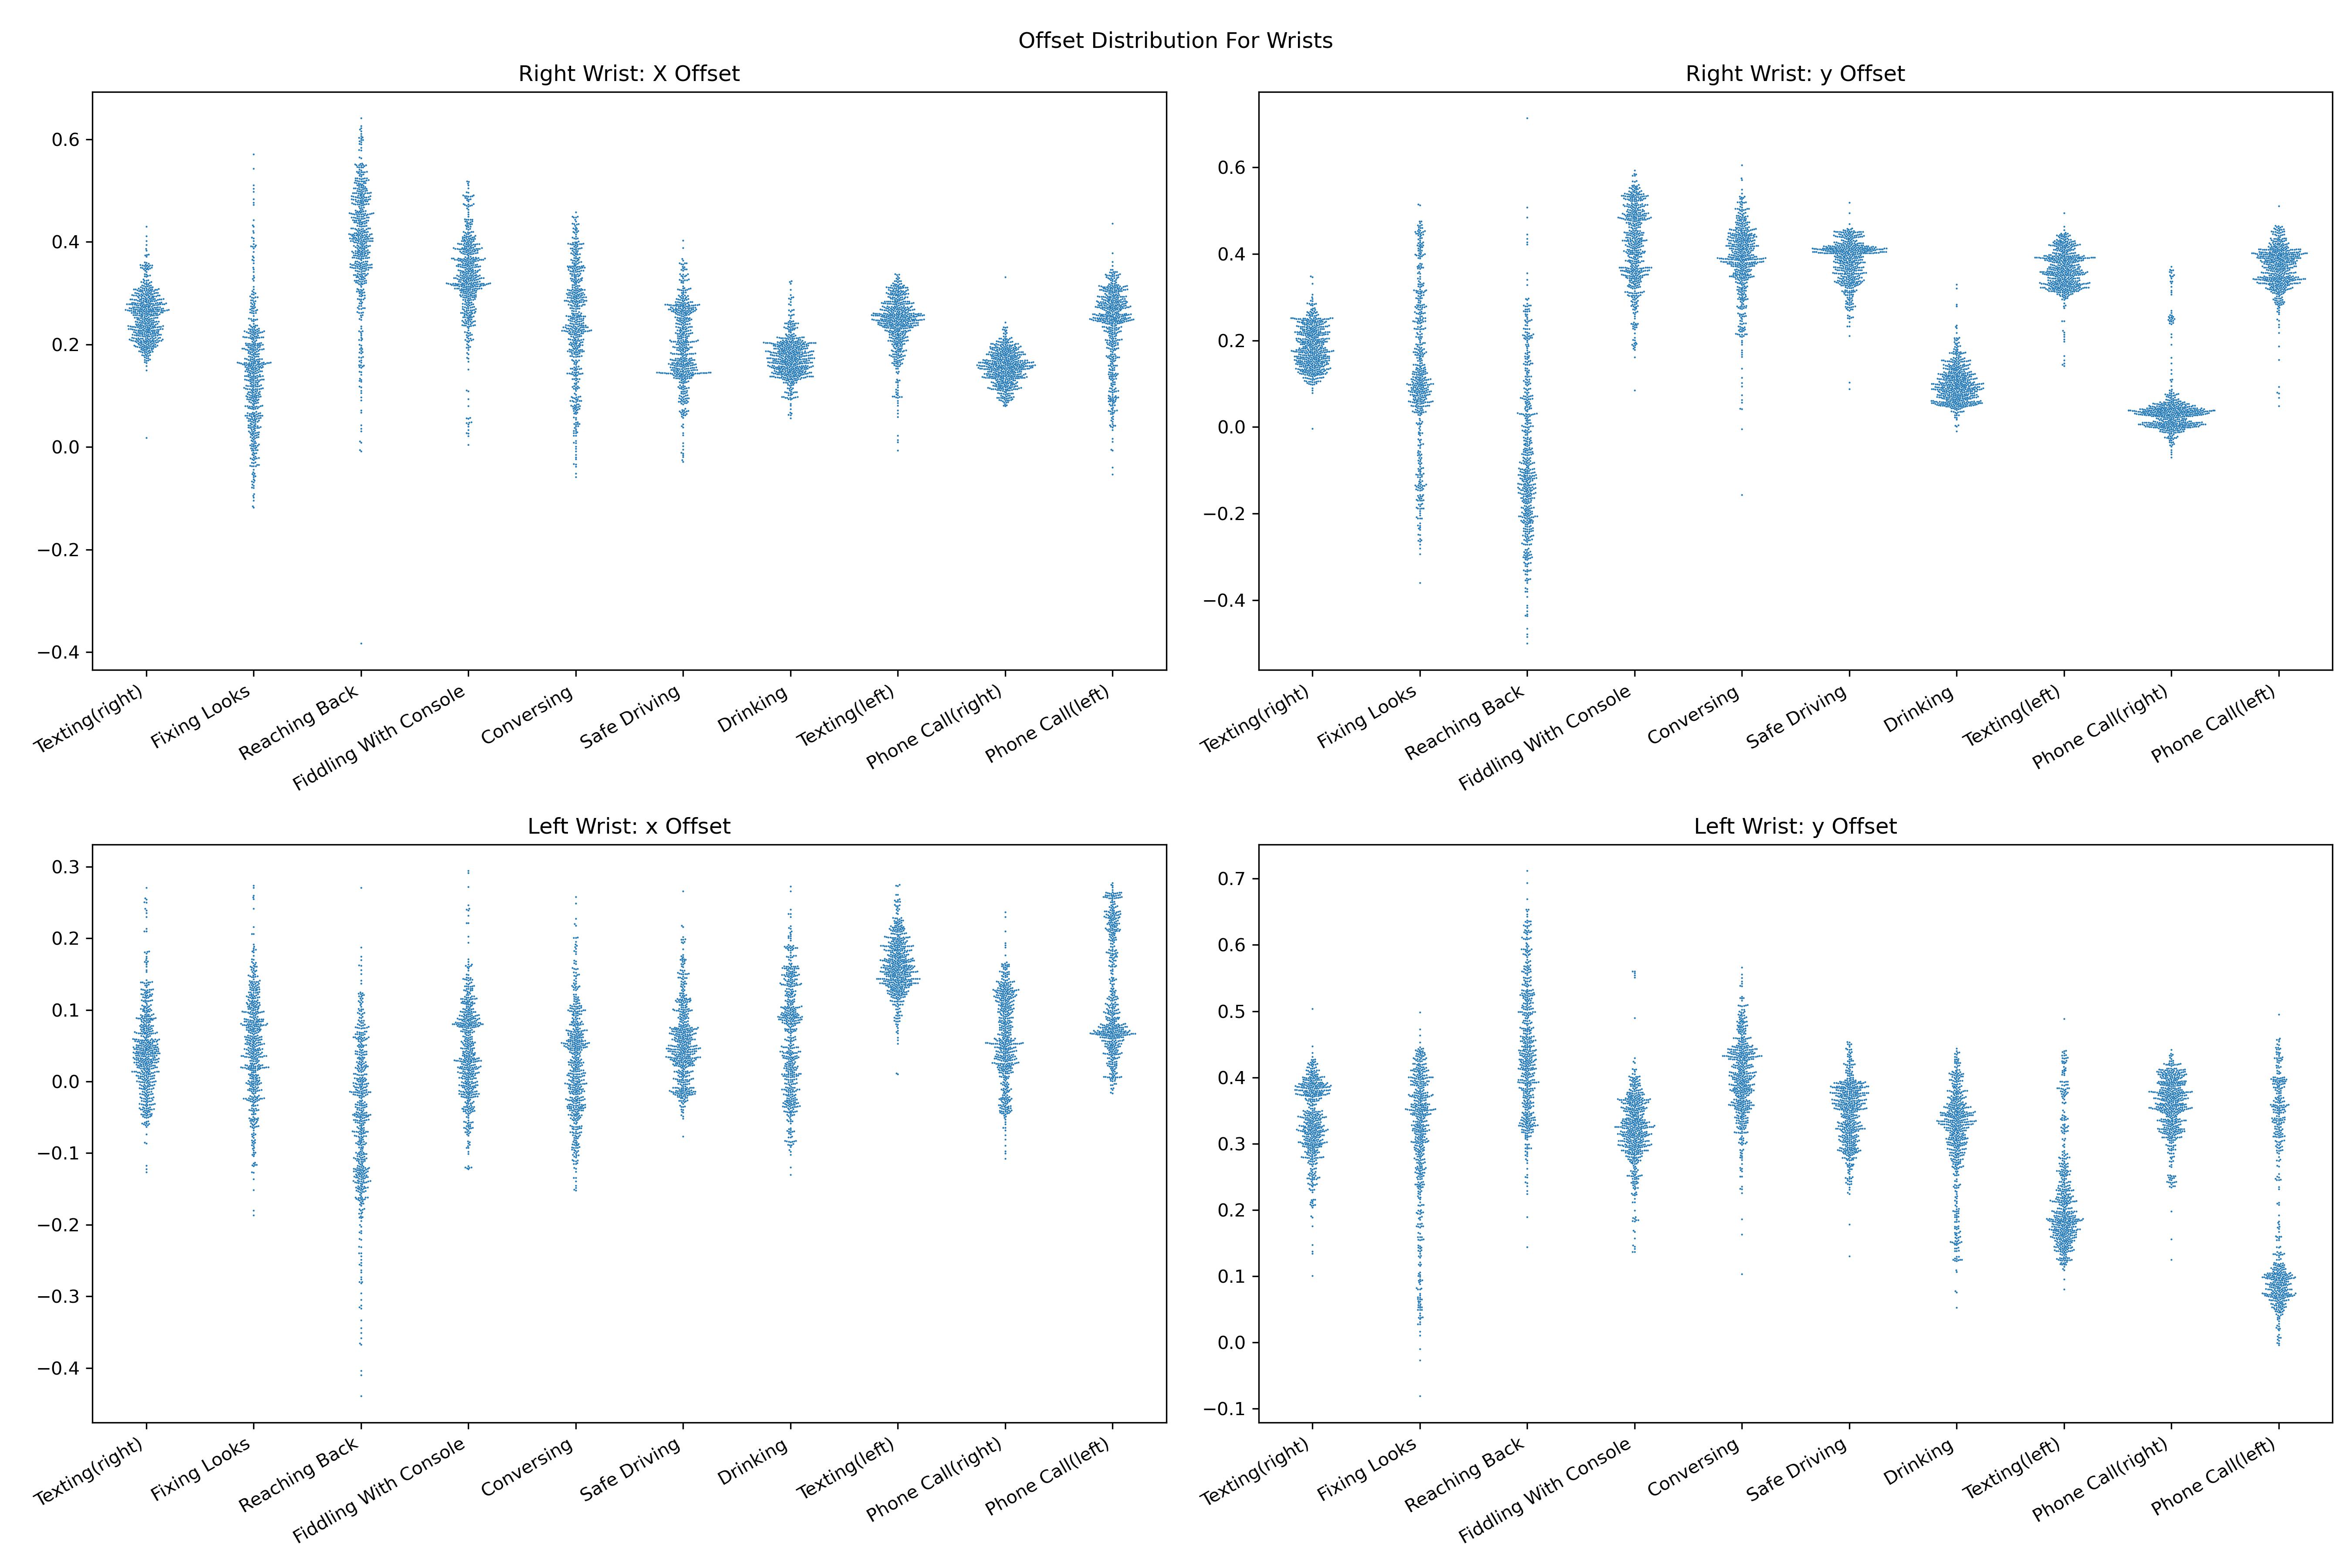 Offset Distribution For Wrists
Right Wrist: X Offset
0.6
0.4
0.2
0.0
−0.2
−0.4
Texting(right)
Fixing Looks
Reaching Back
Fiddling With Console
Conversing
Safe Driving
Drinking
Texting(left)
Phone Call(right)
Phone Call(left)
Right Wrist: y Offset
0.6
0.4
0.2
0.0
−0.2
−0.4
Texting(right)
Fixing Looks
Reaching Back
Fiddling With Console
Conversing
Safe Driving
Drinking
Texting(left)
Phone Call(right)
Phone Call(left)
Left Wrist: x Offset
0.3
0.2
0.1
0.0
−0.1
−0.2
−0.3
−0.4
Texting(right)
Fixing Looks
Reaching Back
Fiddling With Console
Conversing
Safe Driving
Drinking
Texting(left)
Phone Call(right)
Phone Call(left)
Left Wrist: y Offset
0.7
0.6
0.5
0.4
0.3
0.2
0.1
0.0
−0.1
Texting(right)
Fixing Looks
Reaching Back
Fiddling With Console
Conversing
Safe Driving
Drinking
Texting(left)
Phone Call(right)
Phone Call(left)